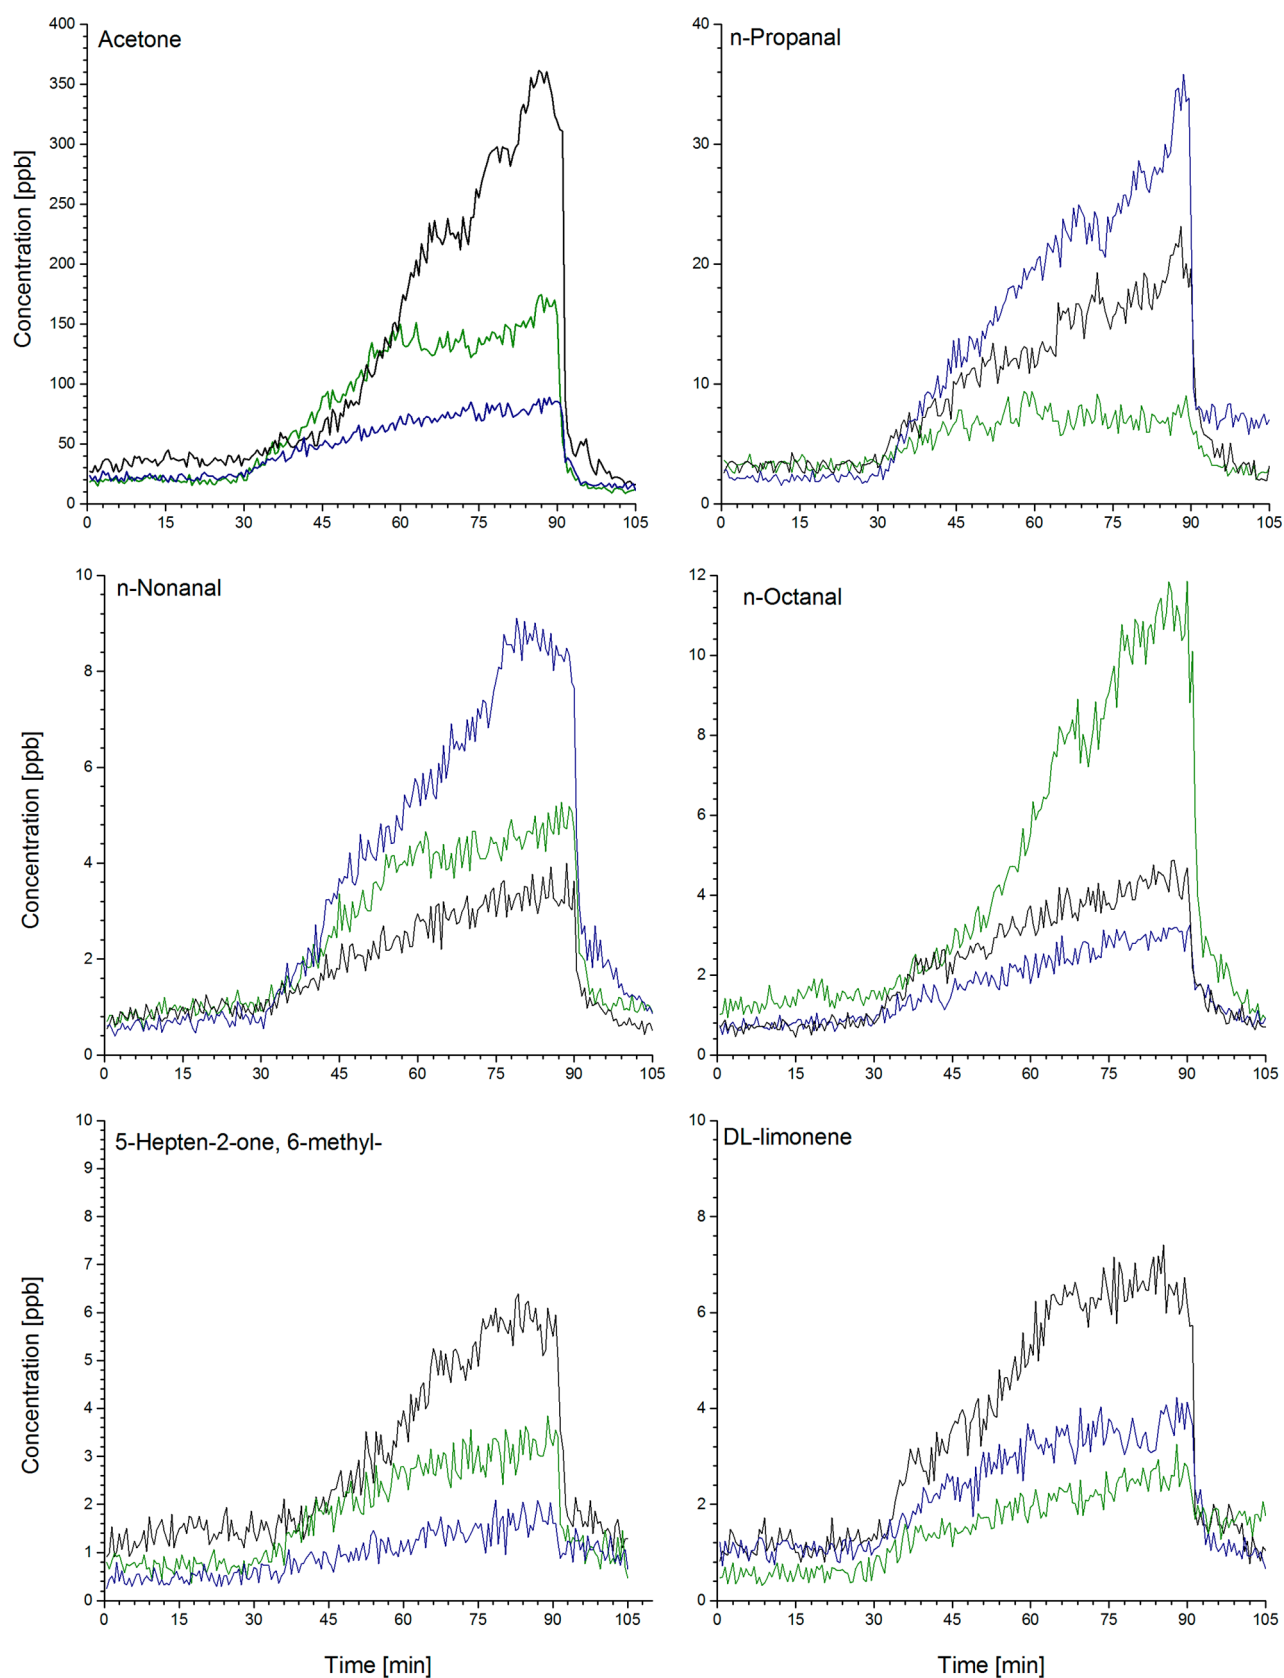 Acetone
Concentration [ppb]
400
350
300
250
200
150
100
50
0
0 15 30 45 60 75 90 105
n-Propanal
40
30
20
10
0
0 15 30 45 60 75 90 105
n-Nonanal
Concentration [ppb]
10
8
6
4
2
0
0 15 30 45 60 75 90 105
n-Octanal
12
10
8
6
4
2
0
0 15 30 45 60 75 90 105
5-Hepten-2-one, 6-methyl-
Concentration [ppb]
10
9
8
7
6
5
4
3
2
1
0
0 15 30 45 60 75 90 105
Time [min]
DL-limonene
10
8
6
4
2
0
0 15 30 45 60 75 90 105
Time [min]